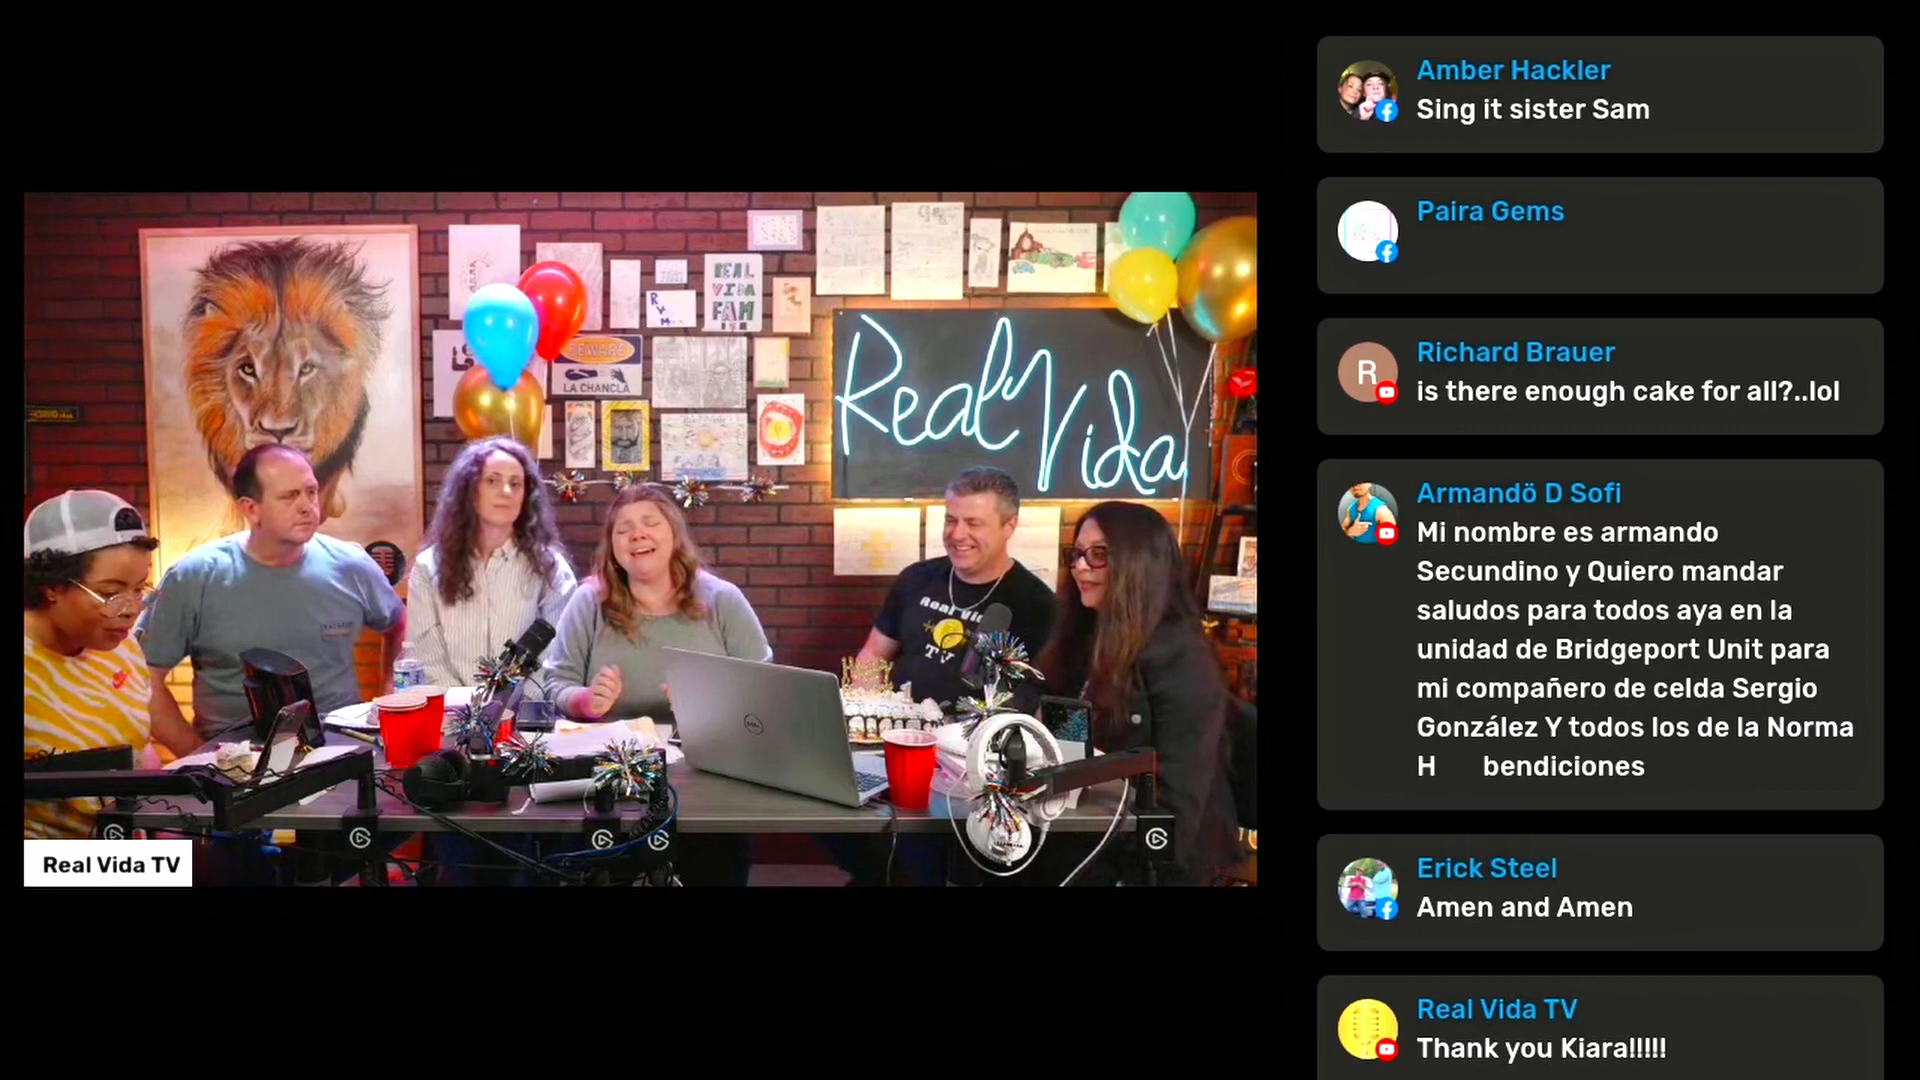 REAL
VIDA
FAM
BEWARE
LA CHANCLA
Real Vida
TV
Real Vida TV
Amber Hackler
Sing it sister Sam
Paira Gems
Richard Brauer
R
is there enough cake for all?..lol
Armandö D Sofi
Mi nombre es armando
Secundino y Quiero mandar
saludos para todos aya en la
unidad de Bridgeport Unit para
mi compañero de celda Sergio
González Y todos los de la Norma
H bendiciones
Erick Steel
Amen and Amen
Real Vida TV
Thank you Kiara!!!!!